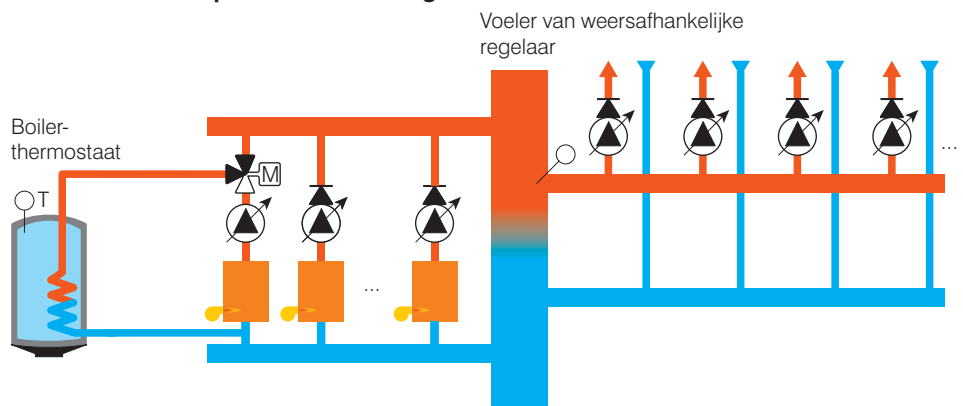 Voeler van weersafhankelijke
regelaar
Boiler-
thermostaat
M
T
...
...